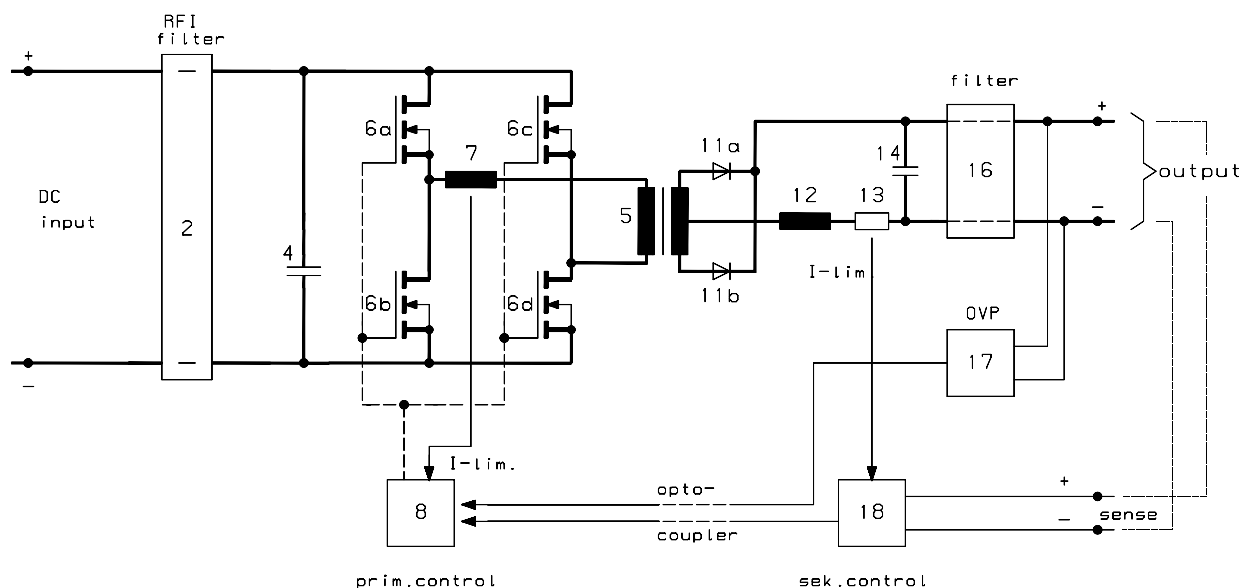 RFI
filter
+
DC
input
−
2
4
6a
6b
6c
6d
7
5
11a
11b
12
13
14
I-lim.
filter
16
+
−
output
OVP
17
I-lim.
8
prim.control
opto-
coupler
18
sek.control
+
−
sense